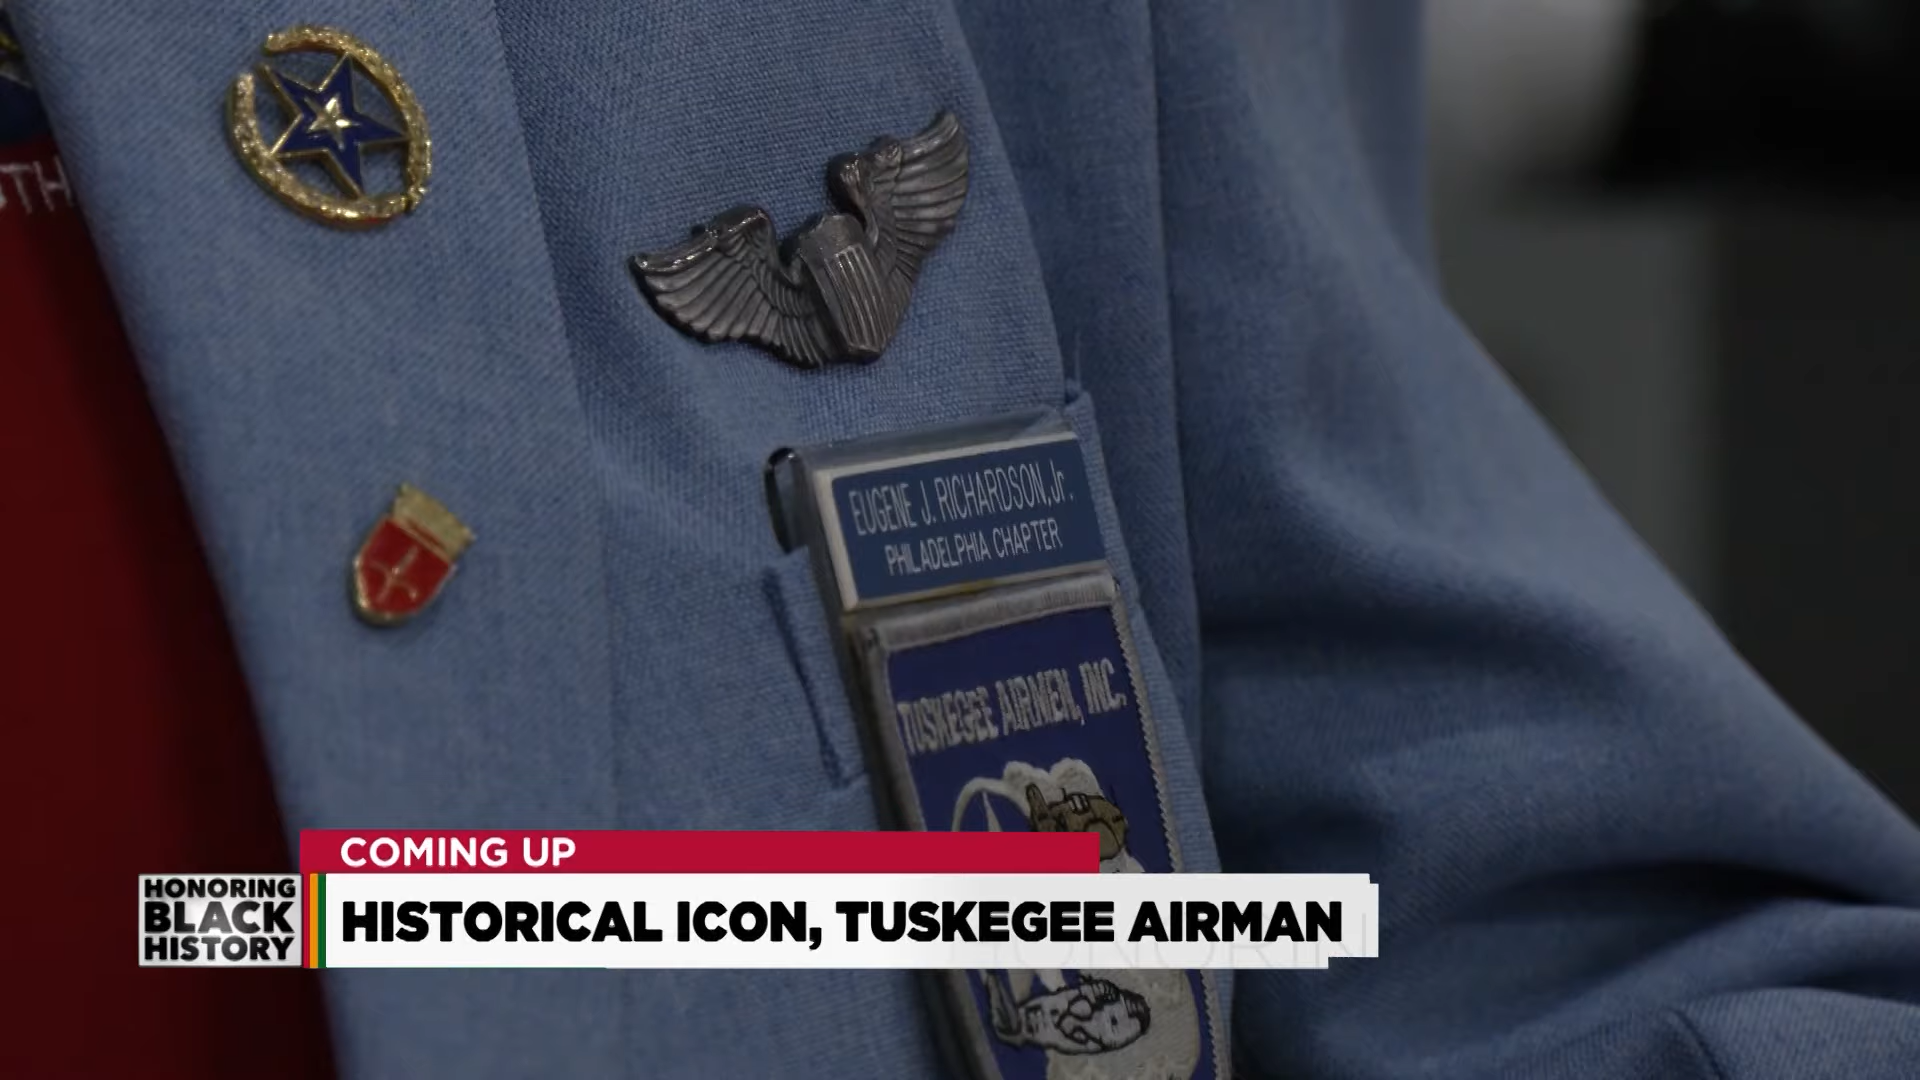 EUGENE J. RICHARDSON, Jr.
PHILADELPHIA CHAPTER
TUSKEGEE AIRMEN, INC.
COMING UP
HONORING
BLACK
HISTORY
HISTORICAL ICON, TUSKEGEE AIRMAN